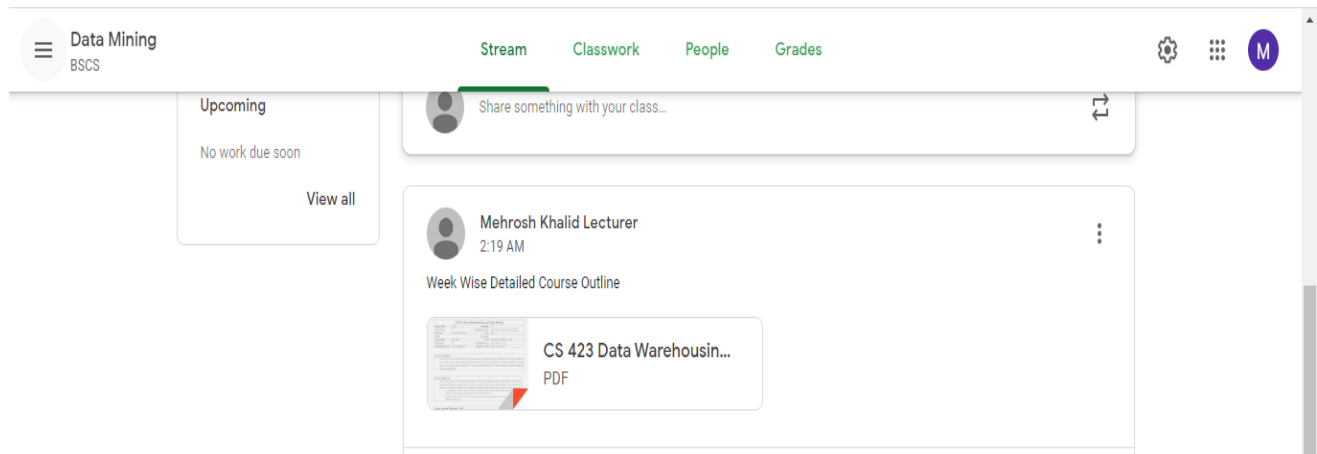 Data Mining
BSCS
Stream Classwork People Grades
M
Upcoming
No work due soon
View all
Share something with your class...
Mehrosh Khalid Lecturer
2:19 AM
Week Wise Detailed Course Outline
CS 423 Data Warehousin...
PDF